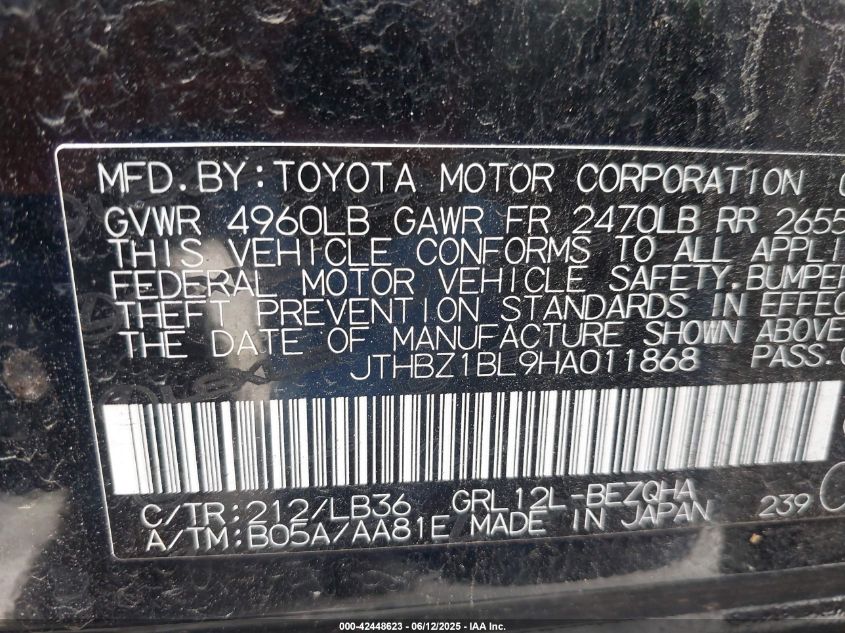 MFD.BY:TOYOTA MOTOR CORPORATION
GVWR 4960LB GAWR FR 2470LB RR 2655
THIS VEHICLE CONFORMS TO ALL APPLI
FEDERAL MOTOR VEHICLE SAFETY.BUMPER
THEFT PREVENTION STANDARDS IN EFFEC
THE DATE OF MANUFACTURE SHOWN ABOVE
JTHBZ1BL9HA011868 PASS.
C/TR:212/LB36 GRL12L-BEZQHA
A/TM:B05A/AA81E MADE IN JAPAN 239
000-42448623 - 06/12/2025 - IAA Inc.